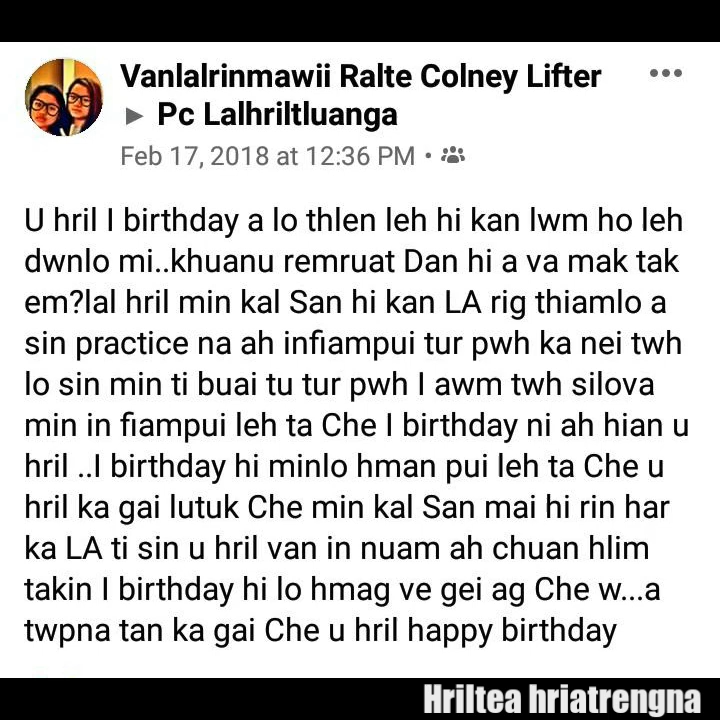 Vanlalrinmawii Ralte Colney Lifter
► Pc Lalhriltluanga
Feb 17, 2018 at 12:36 PM •
U hril I birthday a lo thlen leh hi kan lwm ho leh
dwnlo mi..khuanu remruat Dan hi a va mak tak
em?lal hril min kal San hi kan LA rig thiamlo a
sin practice na ah infiampui tur pwh ka nei twh
lo sin min ti buai tu tur pwh I awm twh silova
min in fiampui leh ta Che I birthday ni ah hian u
hril ..I birthday hi minlo hman pui leh ta Che u
hril ka gai lutuk Che min kal San mai hi rin har
ka LA ti sin u hril van in nuam ah chuan hlim
takin I birthday hi lo hmag ve gei ag Che w...a
twpna tan ka gai Che u hril happy birthday
Hriltea hriatrengna